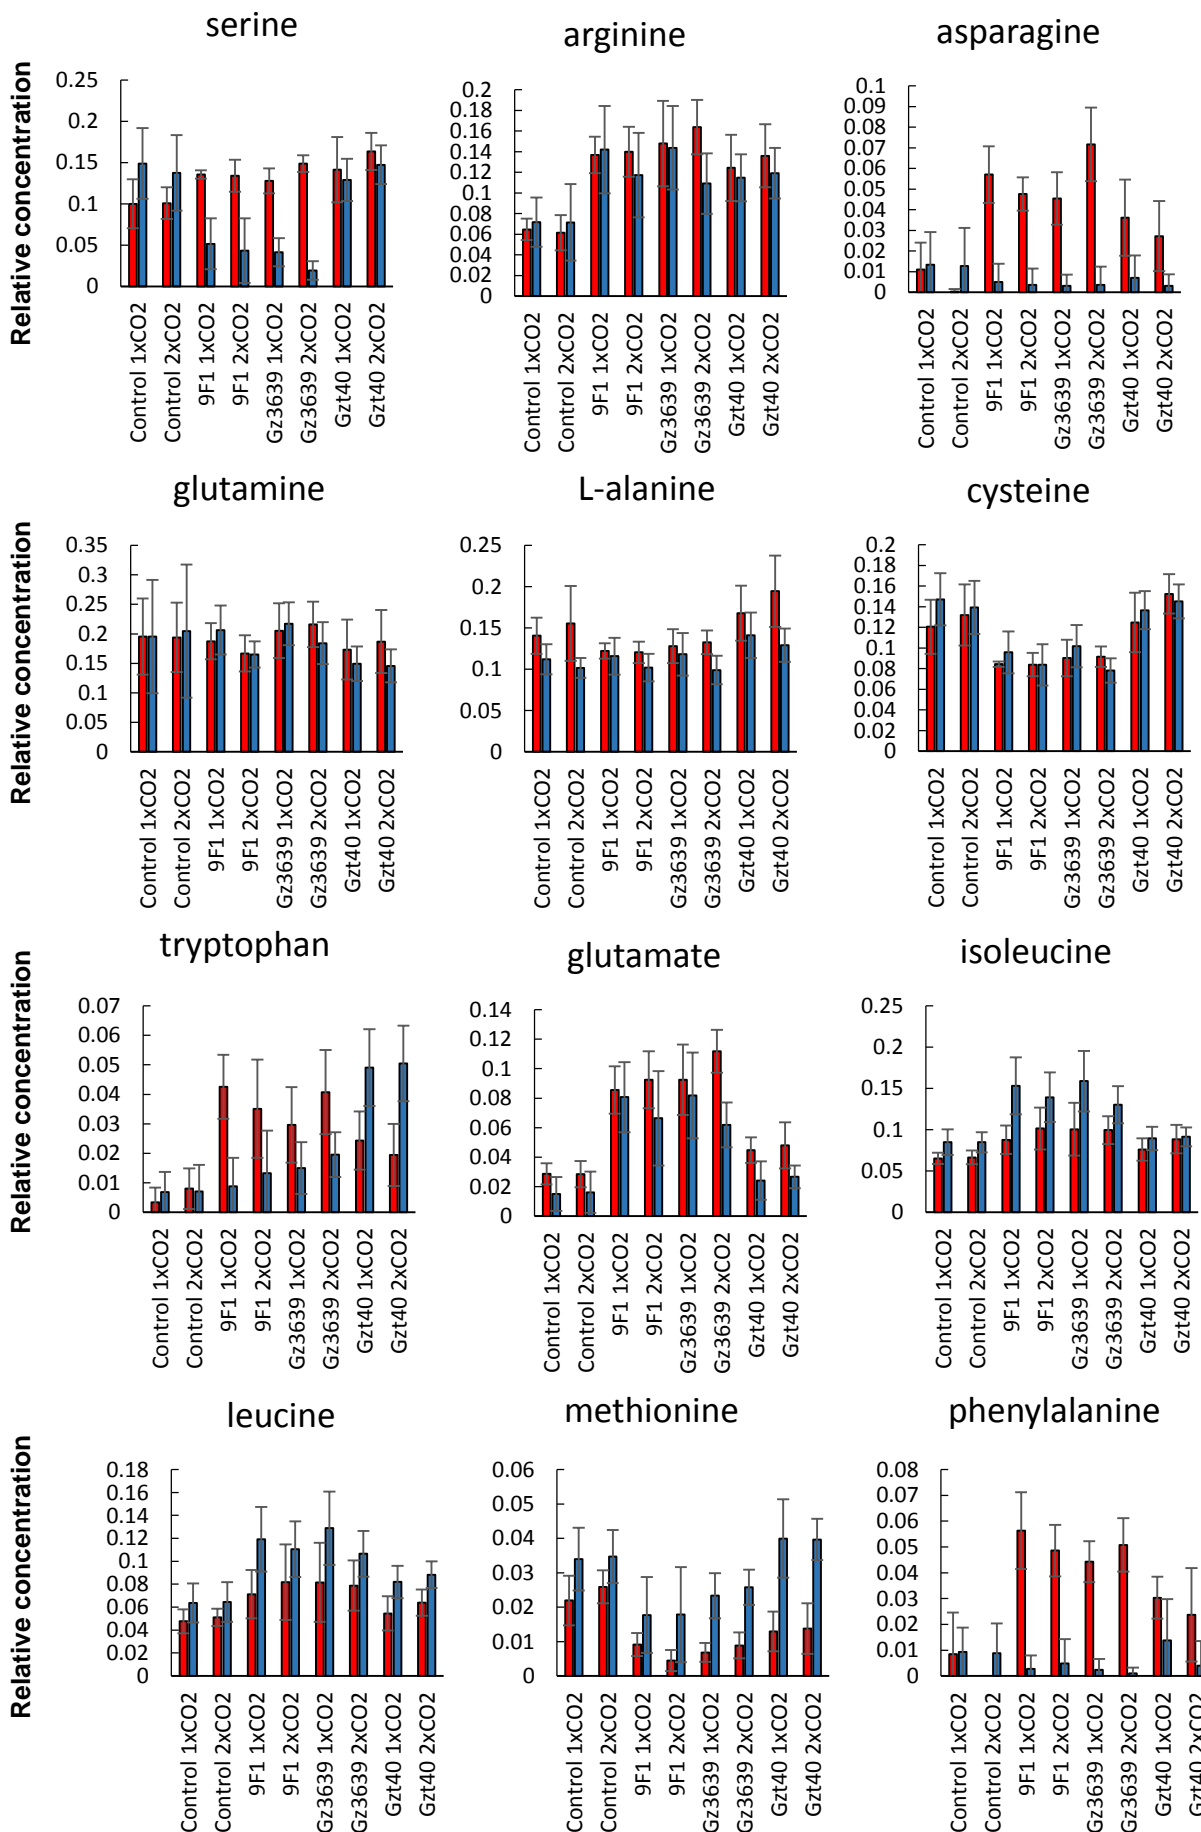 serine
arginine
asparagine
Relative concentration
0.25
0.2
0.15
0.1
0.05
0
Control 1xCO2
Control 2xCO2
9F1 1xCO2
9F1 2xCO2
Gz3639 1xCO2
Gz3639 2xCO2
Gzt40 1xCO2
Gzt40 2xCO2
0.2
0.18
0.16
0.14
0.12
0.1
0.08
0.06
0.04
0.02
0
Control 1xCO2
Control 2xCO2
9F1 1xCO2
9F1 2xCO2
Gz3639 1xCO2
Gz3639 2xCO2
Gzt40 1xCO2
Gzt40 2xCO2
0.1
0.09
0.08
0.07
0.06
0.05
0.04
0.03
0.02
0.01
0
Control 1xCO2
Control 2xCO2
9F1 1xCO2
9F1 2xCO2
Gz3639 1xCO2
Gz3639 2xCO2
Gzt40 1xCO2
Gzt40 2xCO2
glutamine
L-alanine
cysteine
Relative concentration
0.35
0.3
0.25
0.2
0.15
0.1
0.05
0
Control 1xCO2
Control 2xCO2
9F1 1xCO2
9F1 2xCO2
Gz3639 1xCO2
Gz3639 2xCO2
Gzt40 1xCO2
Gzt40 2xCO2
0.25
0.2
0.15
0.1
0.05
0
Control 1xCO2
Control 2xCO2
9F1 1xCO2
9F1 2xCO2
Gz3639 1xCO2
Gz3639 2xCO2
Gzt40 1xCO2
Gzt40 2xCO2
0.2
0.18
0.16
0.14
0.12
0.1
0.08
0.06
0.04
0.02
0
Control 1xCO2
Control 2xCO2
9F1 1xCO2
9F1 2xCO2
Gz3639 1xCO2
Gz3639 2xCO2
Gzt40 1xCO2
Gzt40 2xCO2
tryptophan
glutamate
isoleucine
Relative concentration
0.07
0.06
0.05
0.04
0.03
0.02
0.01
0
Control 1xCO2
Control 2xCO2
9F1 1xCO2
9F1 2xCO2
Gz3639 1xCO2
Gz3639 2xCO2
Gzt40 1xCO2
Gzt40 2xCO2
0.14
0.12
0.1
0.08
0.06
0.04
0.02
0
Control 1xCO2
Control 2xCO2
9F1 1xCO2
9F1 2xCO2
Gz3639 1xCO2
Gz3639 2xCO2
Gzt40 1xCO2
Gzt40 2xCO2
0.25
0.2
0.15
0.1
0.05
0
Control 1xCO2
Control 2xCO2
9F1 1xCO2
9F1 2xCO2
Gz3639 1xCO2
Gz3639 2xCO2
Gzt40 1xCO2
Gzt40 2xCO2
leucine
methionine
phenylalanine
Relative concentration
0.18
0.16
0.14
0.12
0.1
0.08
0.06
0.04
0.02
0
Control 1xCO2
Control 2xCO2
9F1 1xCO2
9F1 2xCO2
Gz3639 1xCO2
Gz3639 2xCO2
Gzt40 1xCO2
Gzt40 2xCO2
0.06
0.05
0.04
0.03
0.02
0.01
0
Control 1xCO2
Control 2xCO2
9F1 1xCO2
9F1 2xCO2
Gz3639 1xCO2
Gz3639 2xCO2
Gzt40 1xCO2
Gzt40 2xCO2
0.08
0.07
0.06
0.05
0.04
0.03
0.02
0.01
0
Control 1xCO2
Control 2xCO2
9F1 1xCO2
9F1 2xCO2
Gz3639 1xCO2
Gz3639 2xCO2
Gzt40 1xCO2
Gzt40 2xCO2